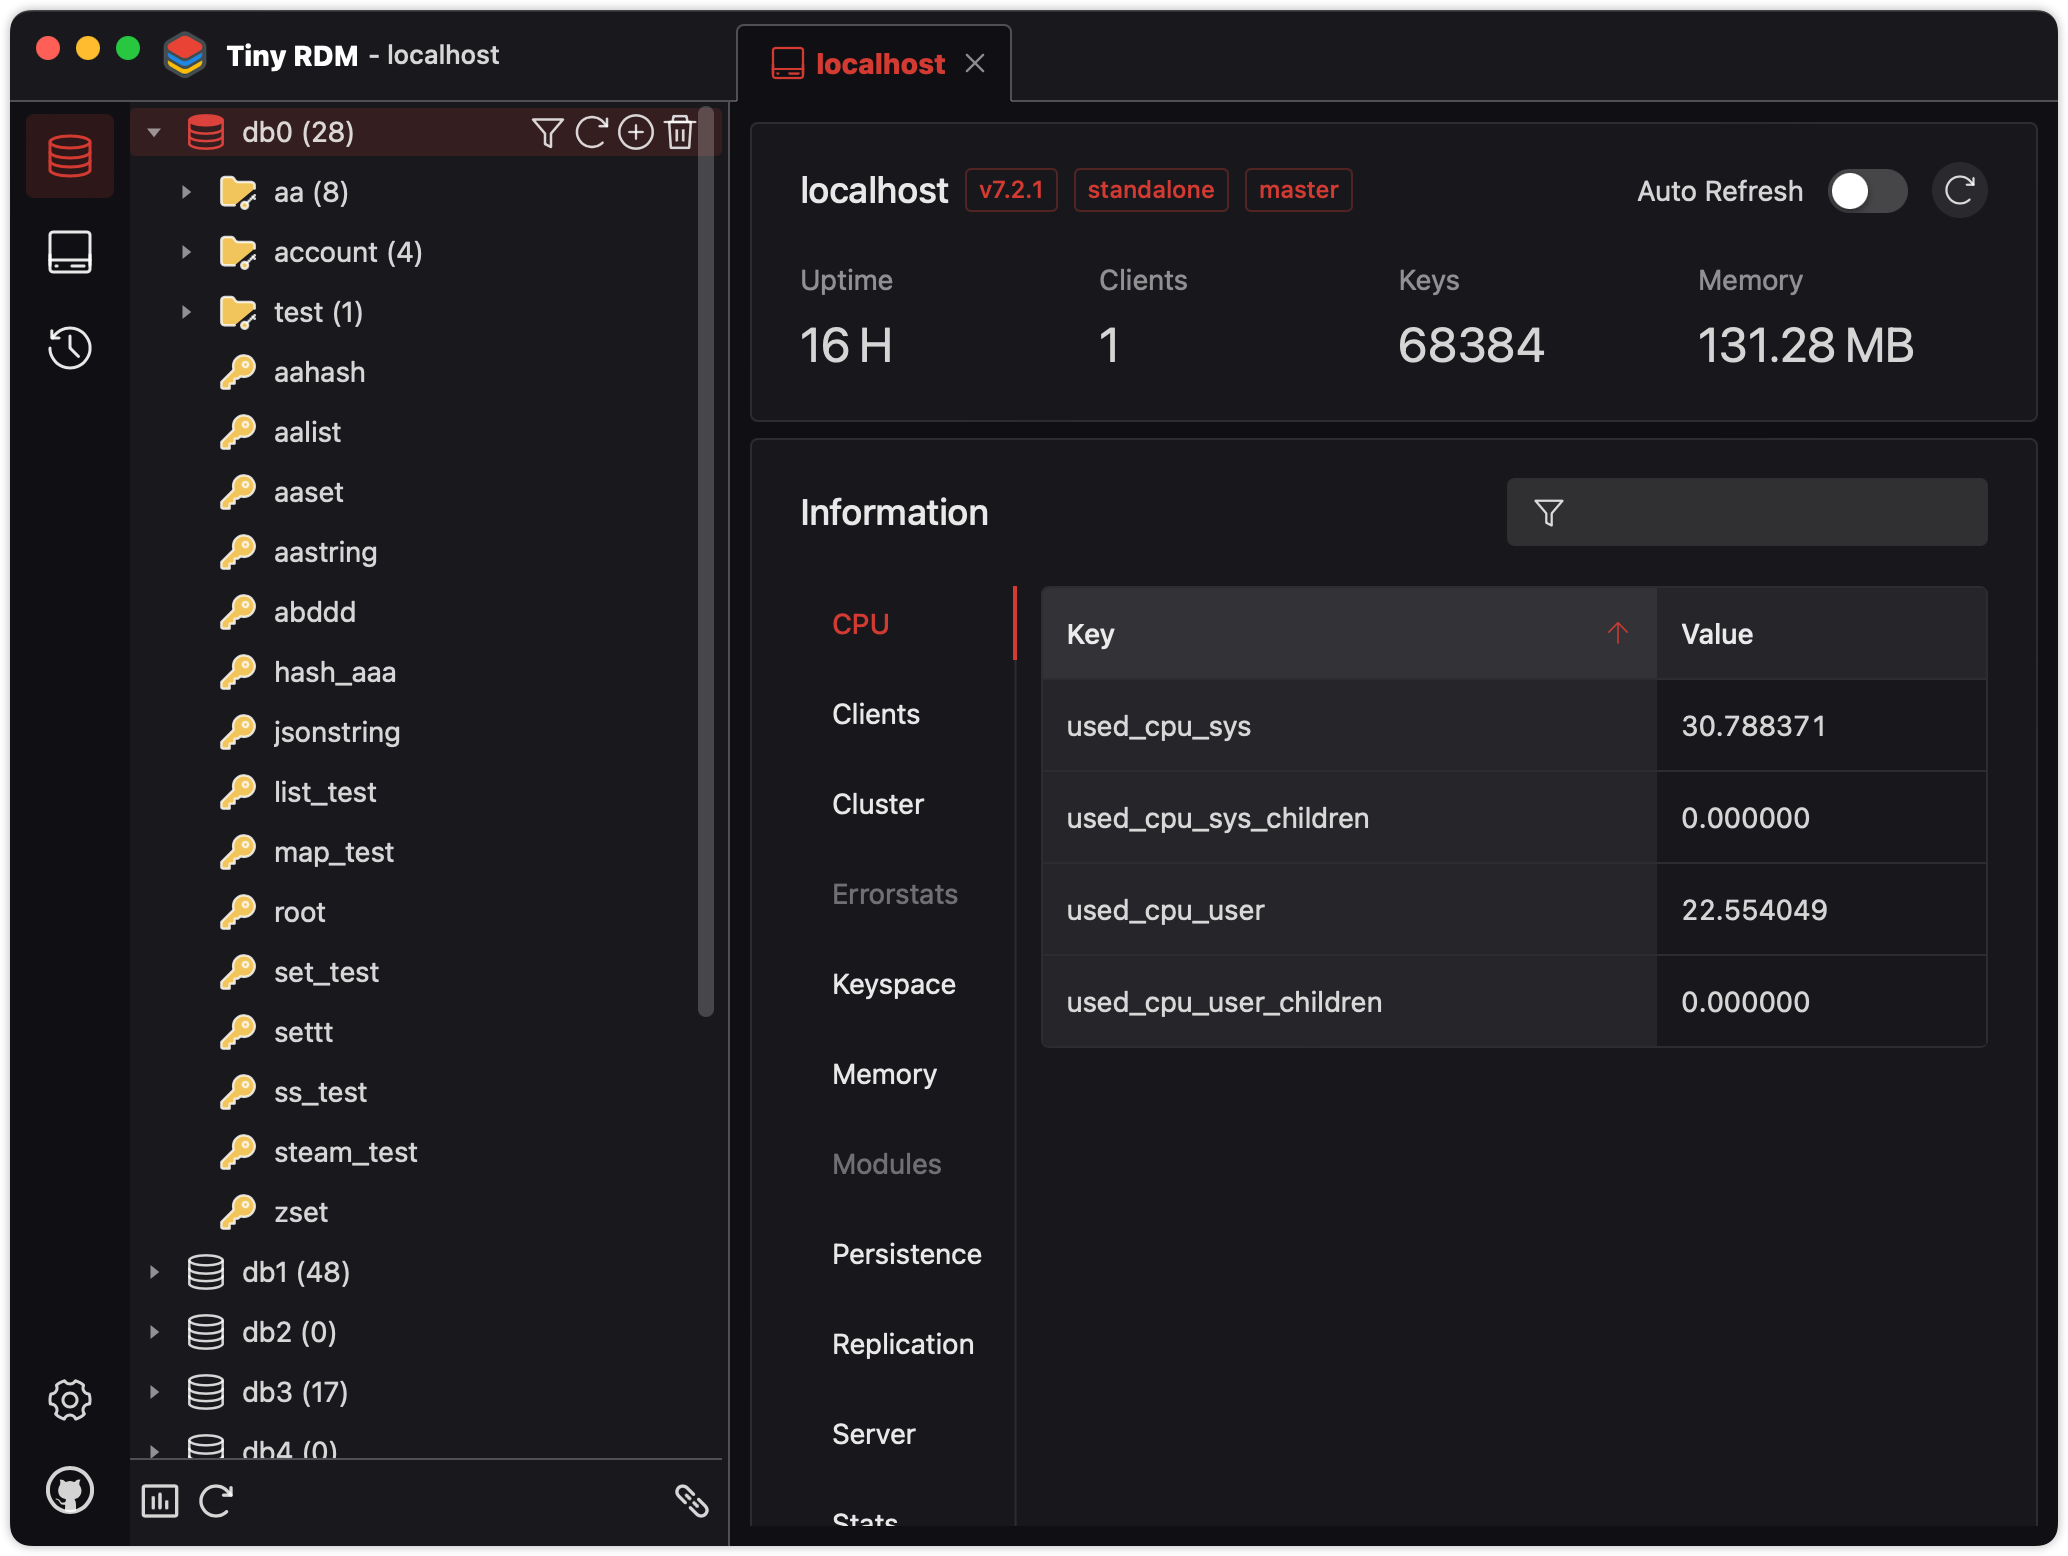 Tiny RDM - localhost
localhost
db0 (28)
aa (8)
account (4)
test (1)
aahash
aalist
aaset
aastring
abddd
hash_aaa
jsonstring
list_test
map_test
root
set_test
settt
ss_test
steam_test
zset
db1 (48)
db2 (0)
db3 (17)
db4 (0)
localhost v7.2.1 standalone master Auto Refresh
Uptime Clients Keys Memory
16 H 1 68384 131.28 MB
Information
CPU
Clients
Cluster
Errorstats
Keyspace
Memory
Modules
Persistence
Replication
Server
Stats
Key Value
used_cpu_sys 30.788371
used_cpu_sys_children 0.000000
used_cpu_user 22.554049
used_cpu_user_children 0.000000